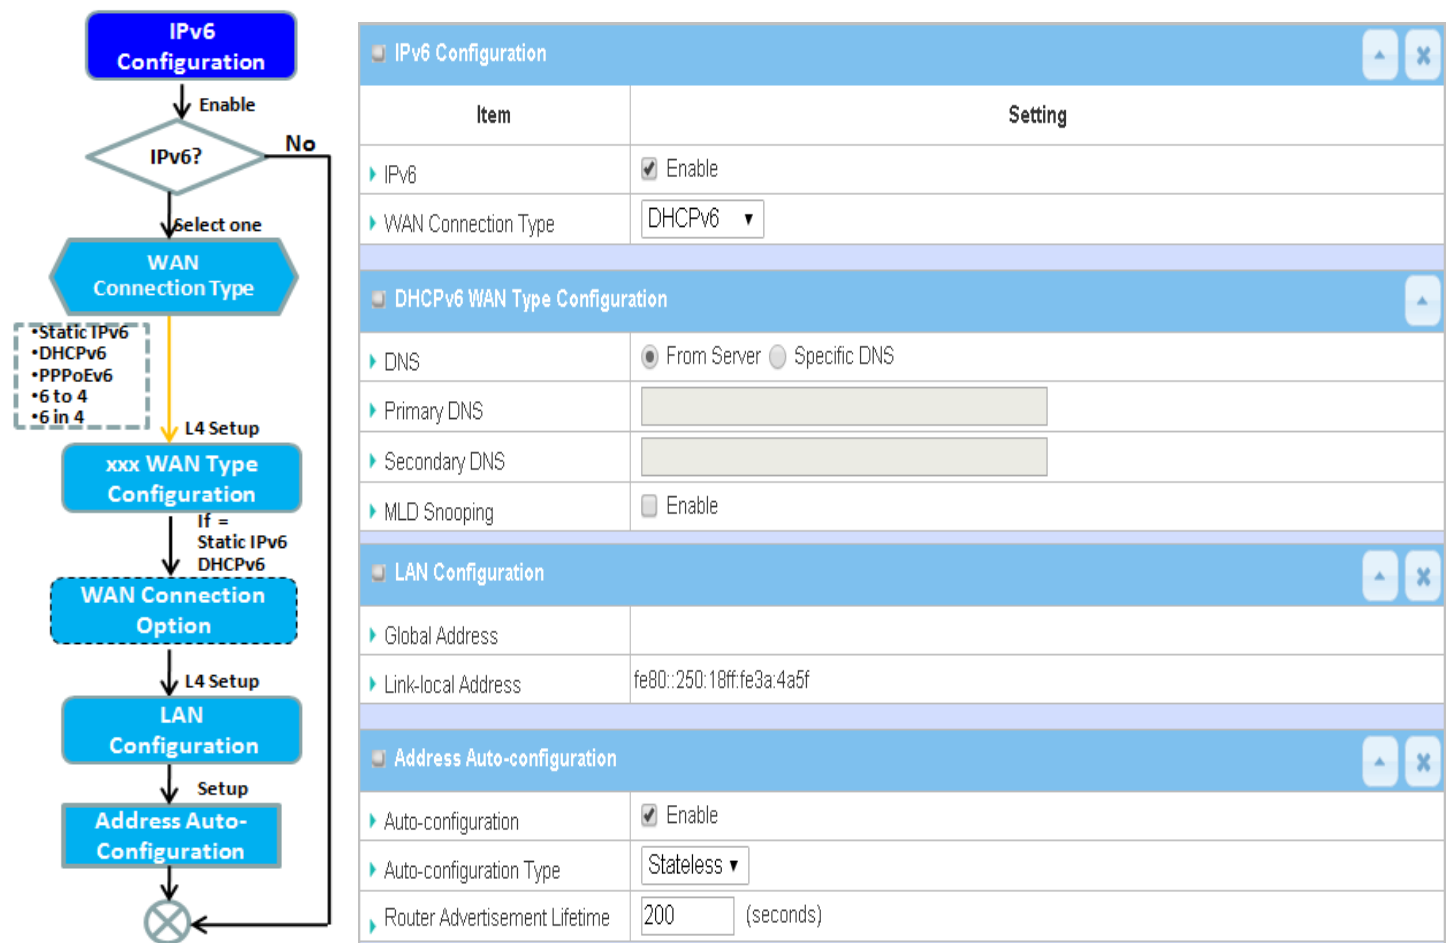 IPv6
Configuration
Enable
IPv6?
No
Select one
WAN
Connection Type
•Static IPv6
•DHCPv6
•PPPoEv6
•6 to 4
•6 in 4
L4 Setup
xxx WAN Type
Configuration
If =
Static IPv6
DHCPv6
WAN Connection
Option
L4 Setup
LAN
Configuration
Setup
Address Auto-
Configuration
IPv6 Configuration
Item Setting
IPv6 Enable
WAN Connection Type DHCPv6
DHCPv6 WAN Type Configuration
DNS From Server Specific DNS
Primary DNS
Secondary DNS
MLD Snooping Enable
LAN Configuration
Global Address
Link-local Address fe80::250:18ff:fe3a:4a5f
Address Auto-configuration
Auto-configuration Enable
Auto-configuration Type Stateless
Router Advertisement Lifetime 200 (seconds)